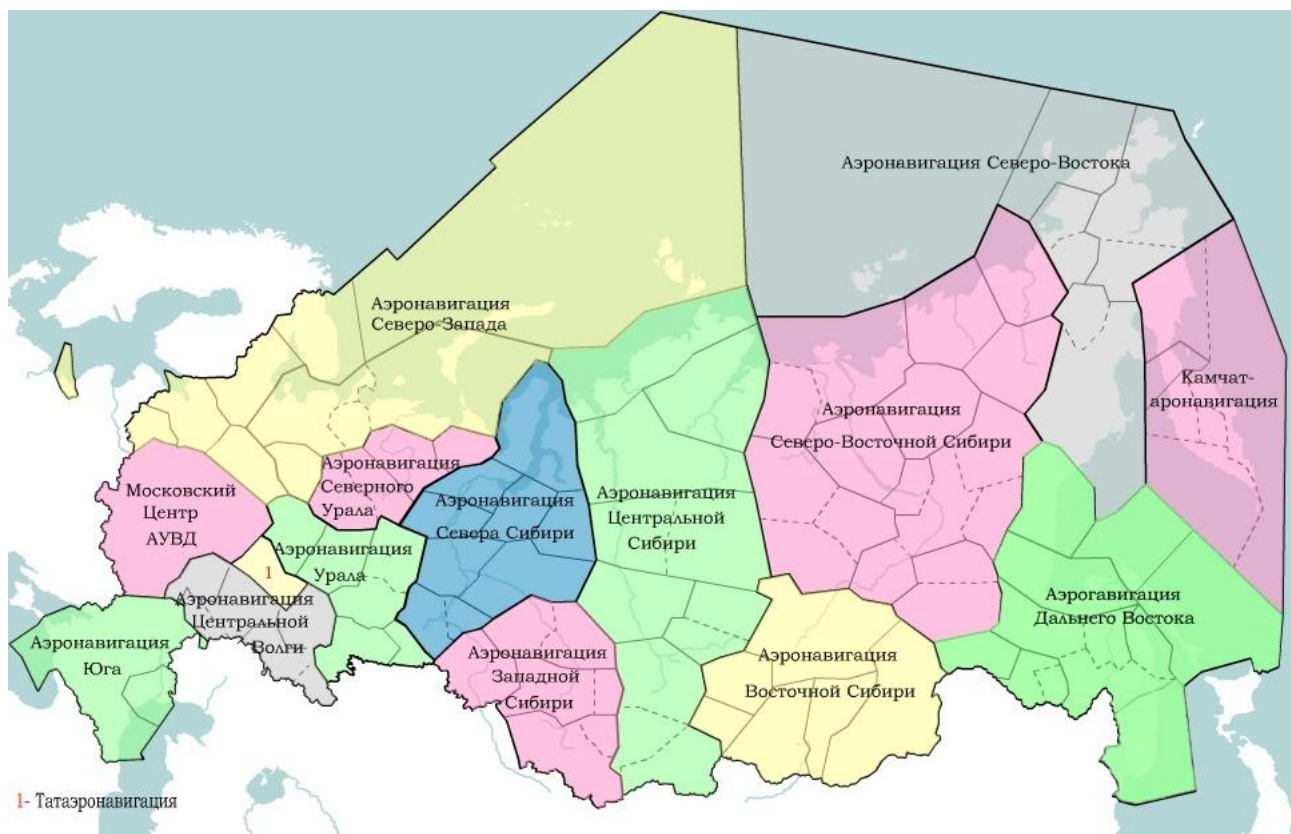 Аэронавигация Северо-Востока
Аэронавигация
Северо-Запада
Камчат-
аронавигация
Аэронавигация
Северо-Восточной Сибири
Аэронавигация
Северного
Урала
Московский
Центр
АУВД
Аэронавигация
Севера Сибири
Аэронавигация
Центральной
Сибири
Аэронавигация
Урала
1
Аэронавигация
Центральной
Волги
Аэрогавигация
Дальнего Востока
Аэронавигация
Юга
Аэронавигация
Западной
Сибири
Аэронавигация
Восточной Сибири
1- Татаэронавигация